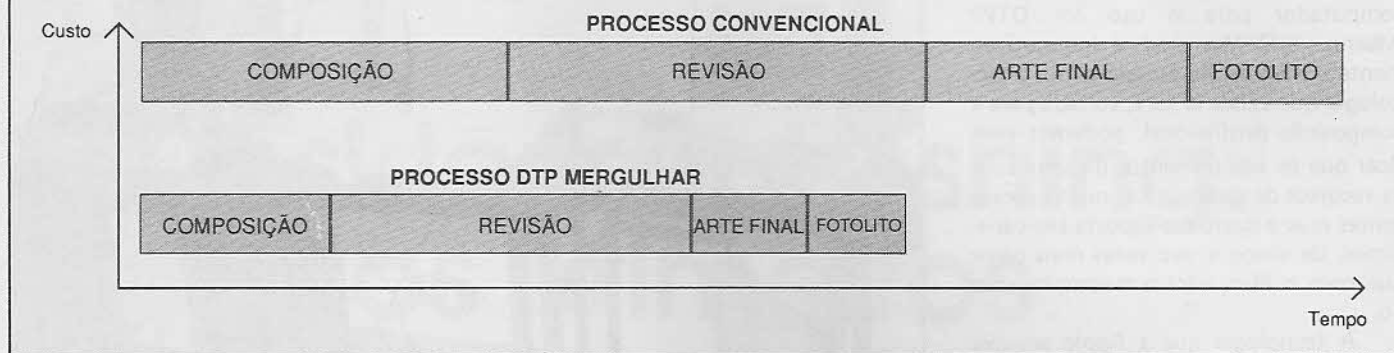 PROCESSO CONVENCIONAL
Custo
COMPOSIÇÃO REVISÃO ARTE FINAL FOTOLITO
PROCESSO DTP MERGULHAR
COMPOSIÇÃO REVISÃO ARTE FINAL FOTOLITO
Tempo